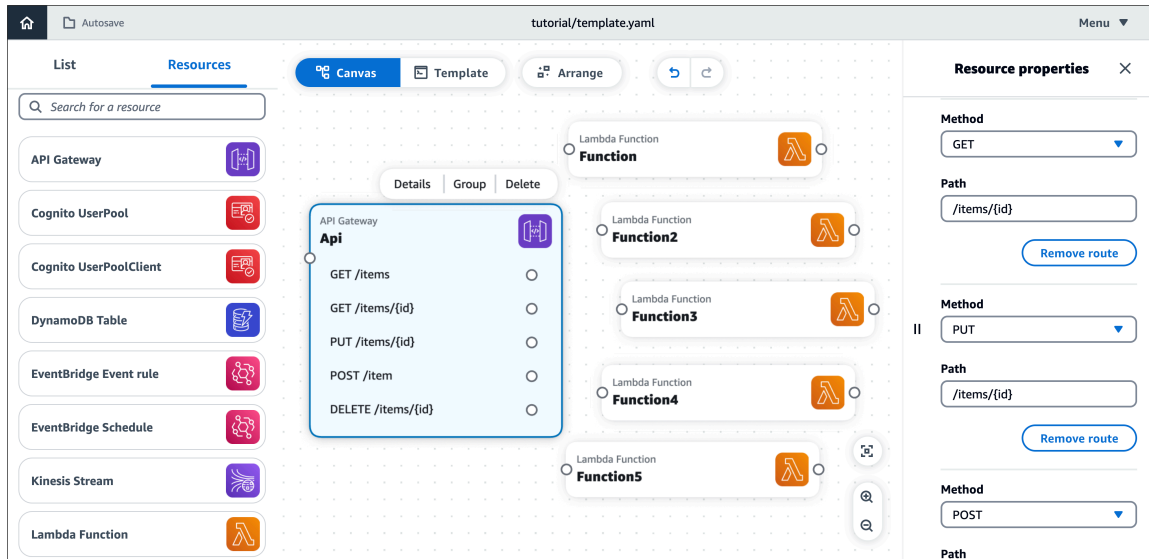 Autosave
tutorial/template.yaml
Menu
List
Resources
Search for a resource
API Gateway
Cognito UserPool
Cognito UserPoolClient
DynamoDB Table
EventBridge Event rule
EventBridge Schedule
Kinesis Stream
Lambda Function
Canvas
Template
Arrange
Details
Group
Delete
API Gateway
Api
GET /items
GET /items/{id}
PUT /items/{id}
POST /item
DELETE /items/{id}
Lambda Function
Function
Lambda Function
Function2
Lambda Function
Function3
Lambda Function
Function4
Lambda Function
Function5
Resource properties
Method
GET
Path
/items/{id}
Remove route
Method
PUT
Path
/items/{id}
Remove route
Method
POST
Path